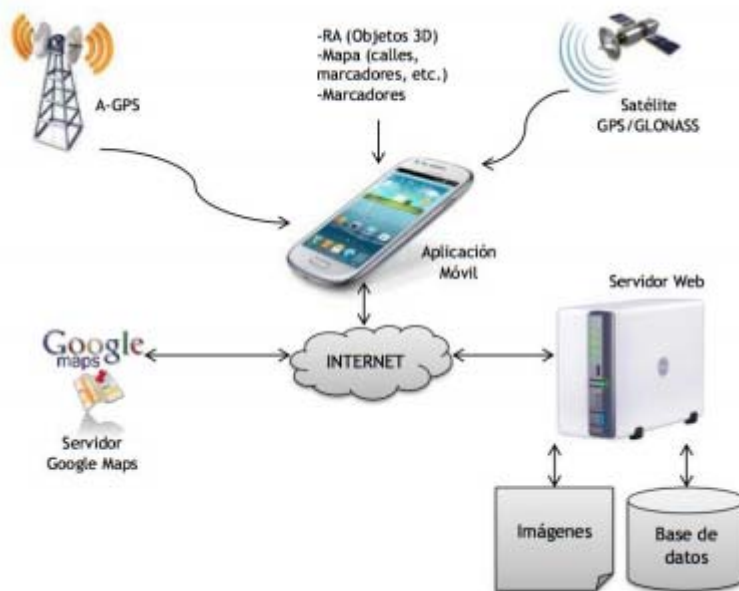 -RA (Objetos 3D)
-Mapa (calles,
marcadores, etc.)
-Marcadores
A-GPS
Satélite
GPS/GLONASS
Aplicación
Móvil
Servidor Web
Google
maps
INTERNET
Servidor
Google Maps
Imágenes
Base de
datos